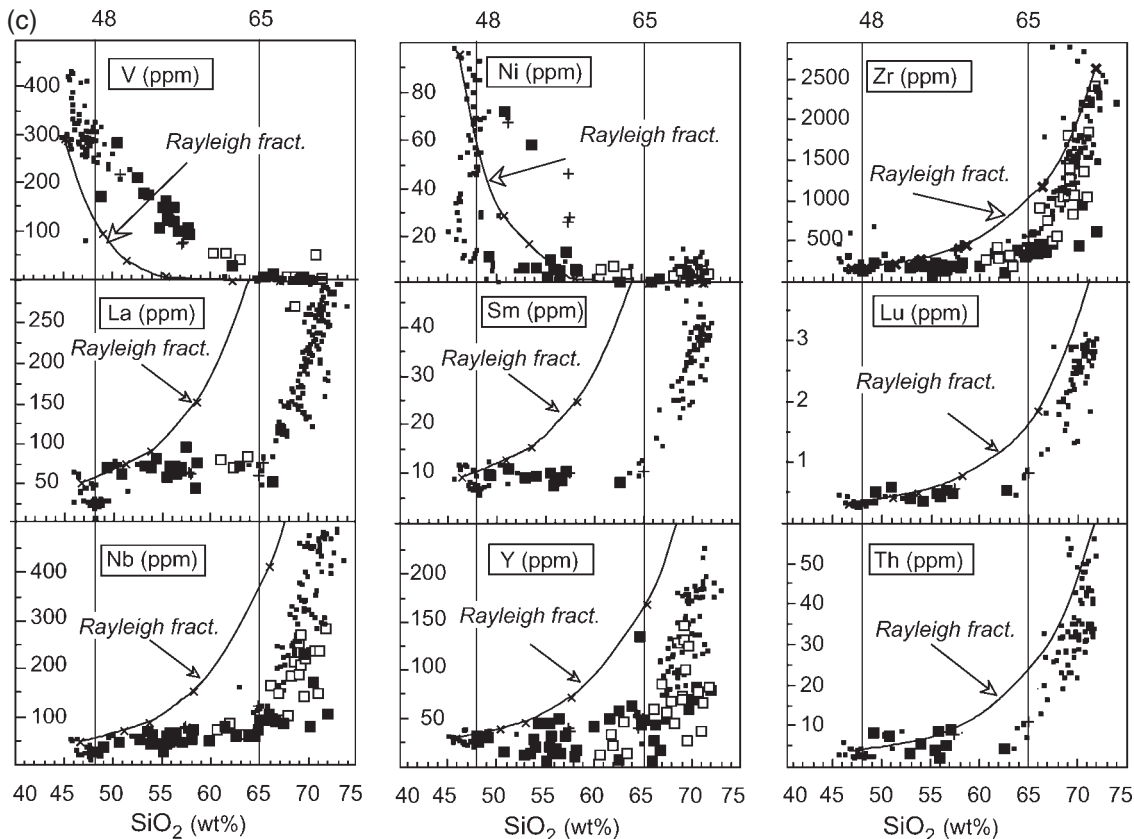 (c)
48 65 48 65 48 65
V (ppm) Ni (ppm) Zr (ppm)
400 300 200 100
80 60 40 20
2500 2000 1500 1000 500
Rayleigh fract. Rayleigh fract. Rayleigh fract.
La (ppm) Sm (ppm) Lu (ppm)
250 200 150 100 50
40 30 20 10
3 2 1
Rayleigh fract. Rayleigh fract. Rayleigh fract.
Nb (ppm) Y (ppm) Th (ppm)
400 300 200 100
200 150 100 50
50 40 30 20 10
Rayleigh fract. Rayleigh fract. Rayleigh fract.
40 45 50 55 60 65 70 75 40 45 50 55 60 65 70 75 40 45 50 55 60 65 70 75
SiO₂ (wt%) SiO₂ (wt%) SiO₂ (wt%)